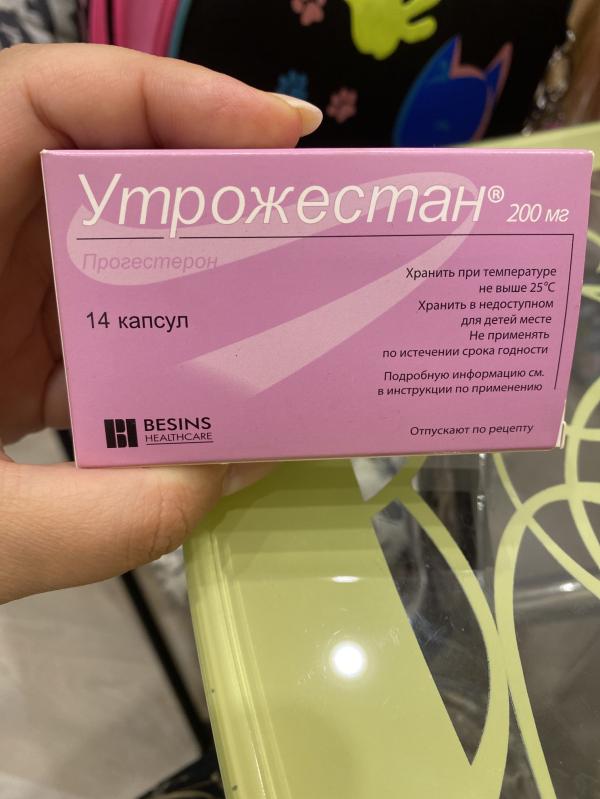 Утрожестан® 200 мг
Прогестерон
14 капсул
Хранить при температуре
не выше 25°С
Хранить в недоступном
для детей месте
Не применять
по истечении срока годности
Подробную информацию см.
в инструкции по применению
BESINS
HEALTHCARE
Отпускают по рецепту